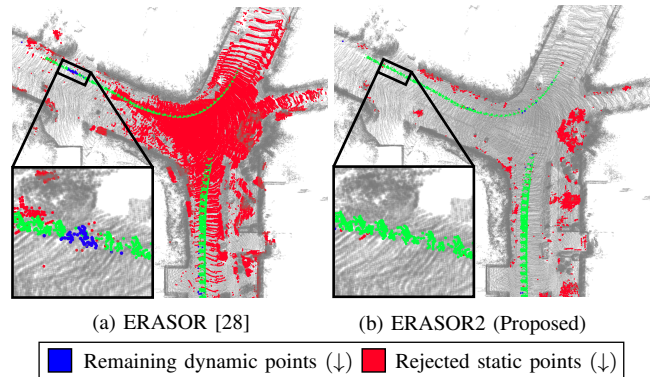 (a) ERASOR [28]
(b) ERASOR2 (Proposed)
Remaining dynamic points (↓)
Rejected static points (↓)